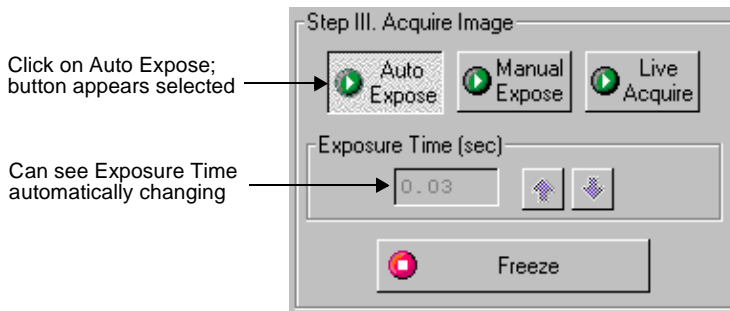 Step III. Acquire Image
Click on Auto Expose;
button appears selected
Auto
Expose
Manual
Expose
Live
Acquire
Exposure Time (sec)
Can see Exposure Time
automatically changing
0.03
Freeze